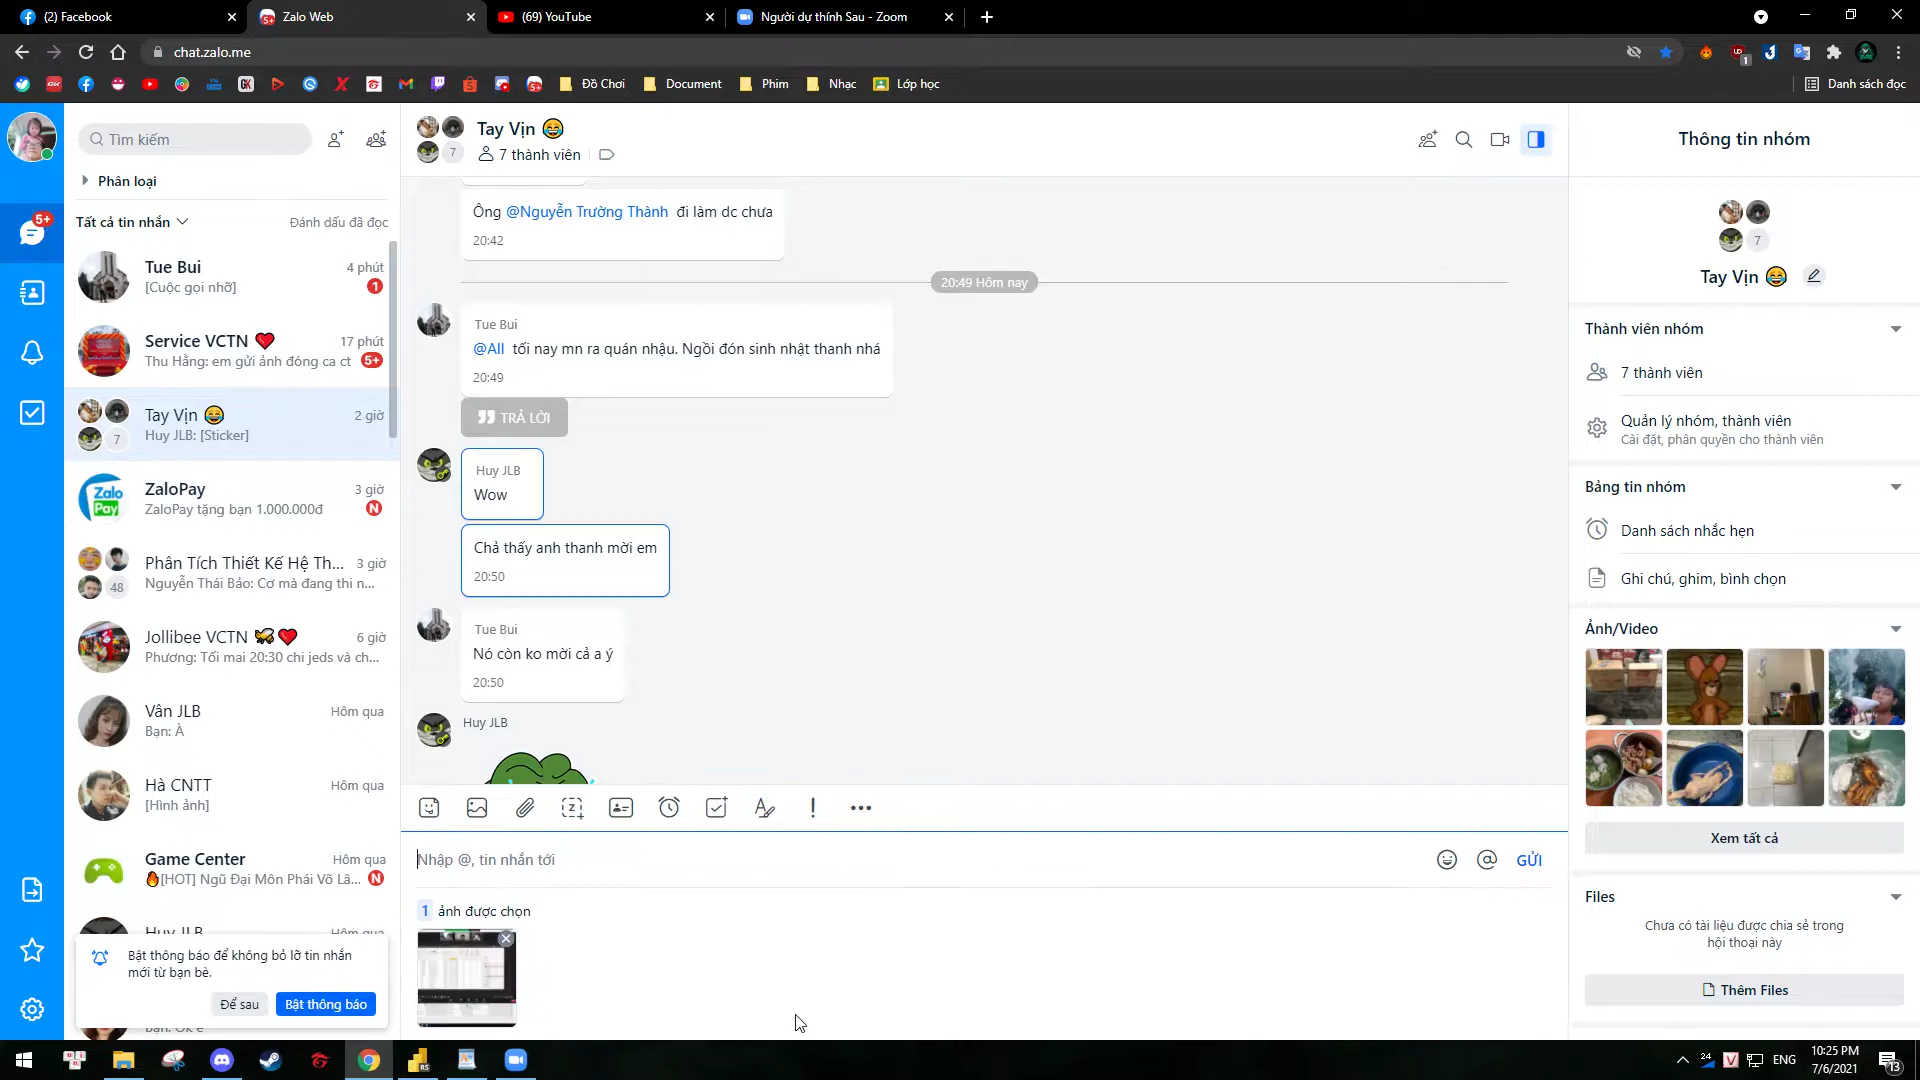 (2) Facebook
Zalo Web
(69) YouTube
Người dự thính Sau - Zoom
chat.zalo.me
Đồ Chơi
Document
Phim
Nhạc
Lớp học
Danh sách đọc
Tìm kiếm
Phân loại
Tất cả tin nhắn
Đánh dấu đã đọc
5+
Tue Bui
4 phút
[Cuộc gọi nhỡ]
1
Service VCTN
17 phút
Thu Hằng: em gửi ảnh đóng ca ct
5+
Tay Vịn
2 giờ
Huy JLB: [Sticker]
7
ZaloPay
3 giờ
ZaloPay tặng bạn 1.000.000đ
N
Zalo
Pay
Phân Tích Thiết Kế Hệ Th...
3 giờ
Nguyễn Thái Bảo: Cơ mà đang thi n...
48
Jollibee VCTN
6 giờ
Phương: Tối mai 20:30 chi jeds và ch...
Vân JLB
Hôm qua
Bạn: À
Hà CNTT
Hôm qua
[Hình ảnh]
Game Center
Hôm qua
[HOT] Ngũ Đại Môn Phái Võ Lâ...
N
Huy JLB
Hôm qua
Bật thông báo để không bỏ lỡ tin nhắn
mới từ bạn bè.
Để sau
Bật thông báo
Tay Vịn
7
7 thành viên
Ông @Nguyễn Trường Thành đi làm dc chưa
20:42
20:49 Hôm nay
Tue Bui
@All tối nay mn ra quán nhậu. Ngồi đón sinh nhật thanh nhá
20:49
TRẢ LỜI
Huy JLB
Wow
Chả thấy anh thanh mời em
20:50
Tue Bui
Nó còn ko mời cả a ý
20:50
Huy JLB
Nhập @, tin nhắn tới
GỬI
1 ảnh được chọn
Thông tin nhóm
7
Tay Vịn
Thành viên nhóm
7 thành viên
Quản lý nhóm, thành viên
Cài đặt, phân quyền cho thành viên
Bảng tin nhóm
Danh sách nhắc hẹn
Ghi chú, ghim, bình chọn
Ảnh/Video
Xem tất cả
Files
Chưa có tài liệu được chia sẻ trong
hội thoại này
Thêm Files
24
ENG
10:25 PM
7/6/2021
13